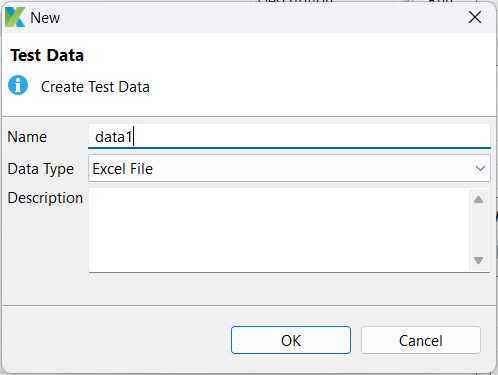 New
Test Data
Create Test Data
Name data1
Data Type Excel File
Description
OK Cancel